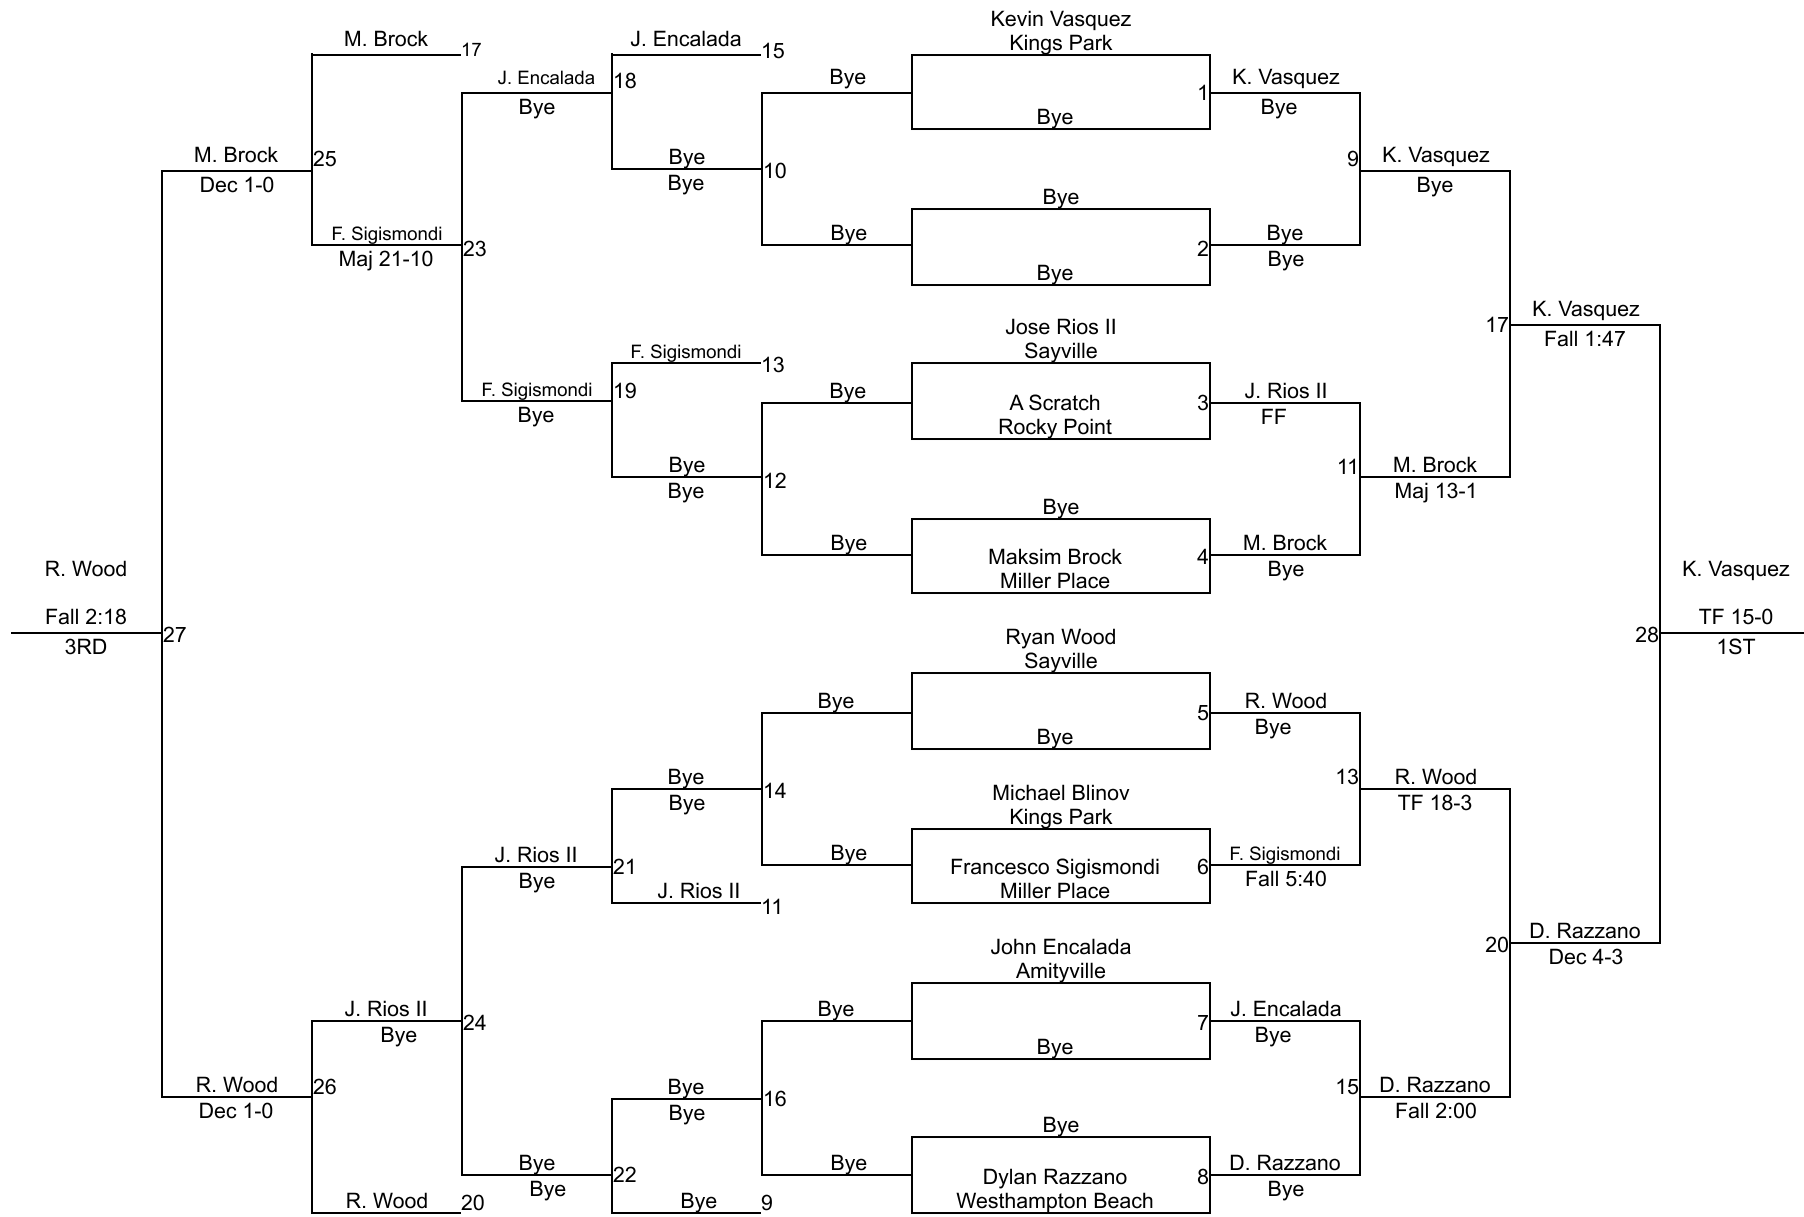 Kevin Vasquez
Kings Park
M. Brock
17
J. Encalada
15
J. Encalada
18
Bye
Bye
1
K. Vasquez
Bye
Bye
M. Brock
25
Dec 1-0
Bye
10
Bye
9
K. Vasquez
Bye
Bye
F. Sigismondi
23
Maj 21-10
Bye
2
Bye
Bye
Bye
K. Vasquez
17
Fall 1:47
Jose Rios II
Sayville
F. Sigismondi
13
F. Sigismondi
19
Bye
Bye
A Scratch
Rocky Point
3
J. Rios II
FF
Bye
12
Bye
11
M. Brock
Maj 13-1
Bye
Bye
Maksim Brock
Miller Place
4
M. Brock
Bye
R. Wood
Fall 2:18
27
3RD
K. Vasquez
TF 15-0
28
1ST
Ryan Wood
Sayville
Bye
5
R. Wood
Bye
Bye
Bye
14
Bye
Michael Blinov
Kings Park
13
R. Wood
TF 18-3
J. Rios II
21
Bye
Bye
Francesco Sigismondi
Miller Place
6
F. Sigismondi
Fall 5:40
J. Rios II
11
John Encalada
Amityville
20
D. Razzano
Dec 4-3
J. Rios II
24
Bye
Bye
7
J. Encalada
Bye
Bye
R. Wood
26
Dec 1-0
Bye
16
Bye
15
D. Razzano
Fall 2:00
Bye
Bye
22
Bye
Bye
Dylan Razzano
Westhampton Beach
8
D. Razzano
Bye
R. Wood
20
Bye
9